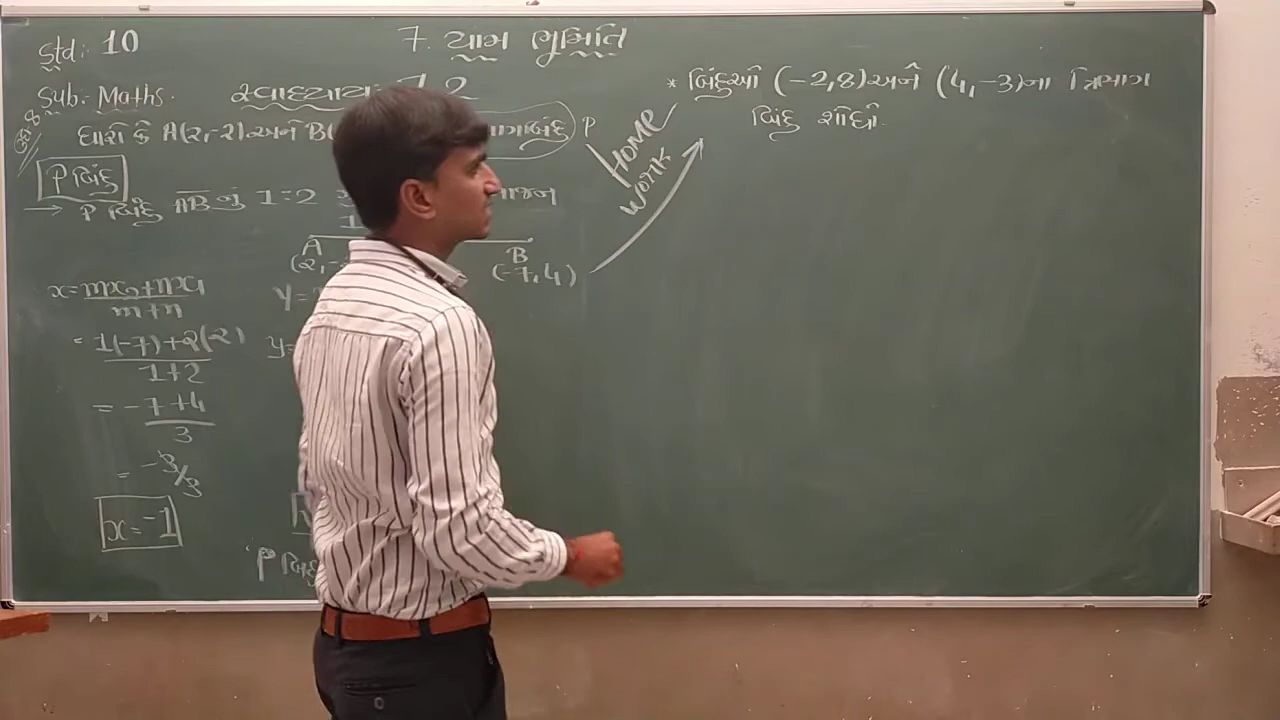 Std: 10
7. યામ ભૂમિતિ
Sub:- Maths.
સ્વાધ્યાય: 7.2
ધારો કે A(2,-2) અને B(
P
P બિંદુ
→ P બિંદુ AB નું 1:2
A
B
(2,-
(-7,4)
x= mx₂+nx₁
m+n
y=
= 1(-7)+2(2)
1+2
y=
= -7+4
3
= -3/3
x=-1
P બિંદુ
HOME
WORK
* બિંદુઓ (-2,8) અને (4,-3)ના ત્રિભાગ
બિંદુ શોધો.